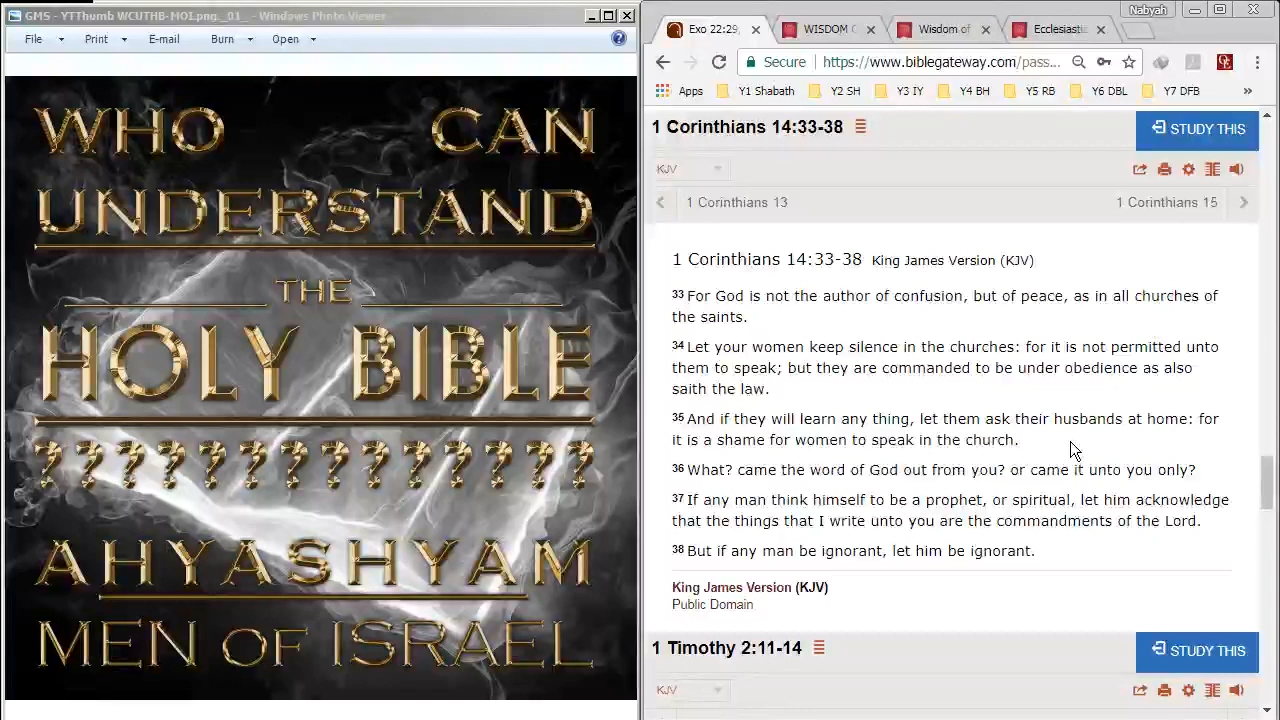 GMS - YTThumb WCUTHB-MOI.png._01_ - Windows Photo Viewer
File Print E-mail Burn Open
WHO CAN
UNDERSTAND
THE
HOLY BIBLE
?????????????
AHYASHYAM
MEN OF ISRAEL
Nabyah
Exo 22:29, WISDOM O Wisdom of Ecclesiastic
Secure https://www.biblegateway.com/pass...
Apps Y1 Shabath Y2 SH Y3 IY Y4 BH Y5 RB Y6 DBL Y7 DFB »
1 Corinthians 14:33-38 STUDY THIS
KJV
1 Corinthians 13 1 Corinthians 15
1 Corinthians 14:33-38 King James Version (KJV)
33 For God is not the author of confusion, but of peace, as in all churches of
the saints.
34 Let your women keep silence in the churches: for it is not permitted unto
them to speak; but they are commanded to be under obedience as also
saith the law.
35 And if they will learn any thing, let them ask their husbands at home: for
it is a shame for women to speak in the church.
36 What? came the word of God out from you? or came it unto you only?
37 If any man think himself to be a prophet, or spiritual, let him acknowledge
that the things that I write unto you are the commandments of the Lord.
38 But if any man be ignorant, let him be ignorant.
King James Version (KJV)
Public Domain
1 Timothy 2:11-14 STUDY THIS
KJV